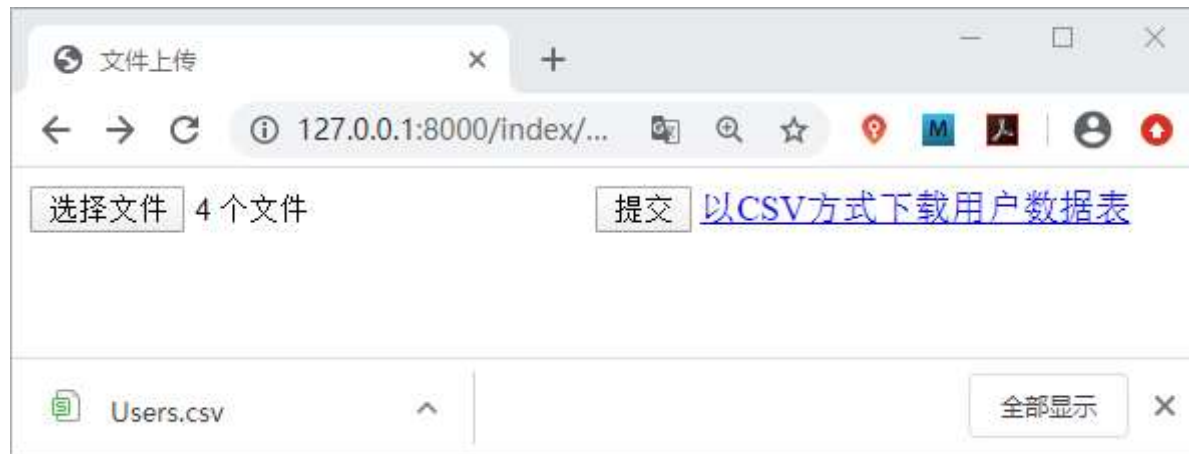 文件上传
127.0.0.1:8000/index/...
选择文件 4 个文件 提交 以CSV方式下载用户数据表
Users.csv 全部显示